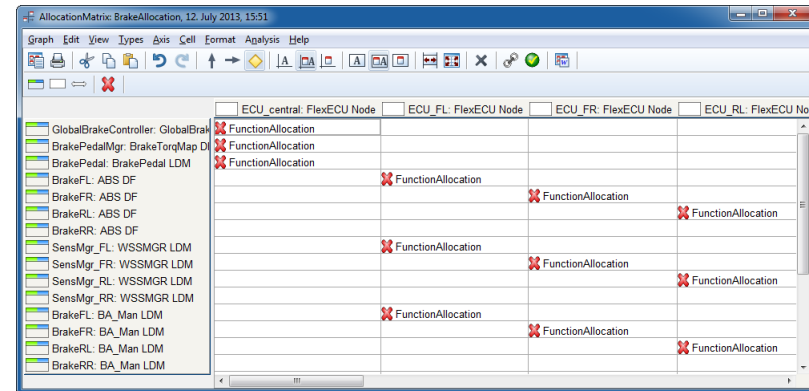 AllocationMatrix: BrakeAllocation, 12. July 2013, 15:51
Graph Edit View Types Axis Cell Format Analysis Help
ECU_central: FlexECU Node ECU_FL: FlexECU Node ECU_FR: FlexECU Node ECU_RL: FlexECU No
GlobalBrakeController: GlobalBrak FunctionAllocation
BrakePedalMgr: BrakeTorqMap D FunctionAllocation
BrakePedal: BrakePedal LDM FunctionAllocation
BrakeFL: ABS DF FunctionAllocation
BrakeFR: ABS DF FunctionAllocation
BrakeRL: ABS DF FunctionAllocation
BrakeRR: ABS DF
SensMgr_FL: WSSMGR LDM FunctionAllocation
SensMgr_FR: WSSMGR LDM FunctionAllocation
SensMgr_RL: WSSMGR LDM FunctionAllocation
SensMgr_RR: WSSMGR LDM
BrakeFL: BA_Man LDM FunctionAllocation
BrakeFR: BA_Man LDM FunctionAllocation
BrakeRL: BA_Man LDM FunctionAllocation
BrakeRR: BA_Man LDM